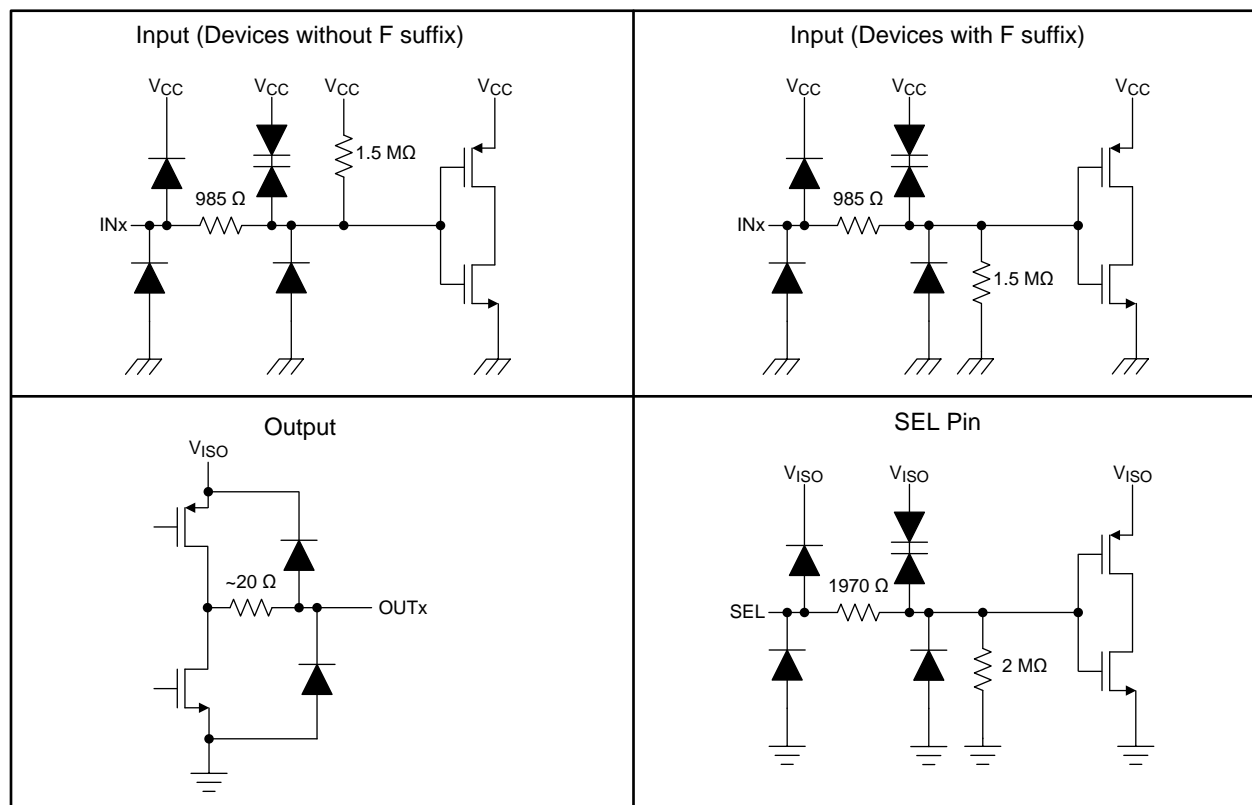 Input (Devices without F suffix)
VCC
VCC
VCC
VCC
1.5 MΩ
985 Ω
INx
Input (Devices with F suffix)
VCC
VCC
VCC
985 Ω
INx
1.5 MΩ
Output
VISO
~20 Ω
OUTx
SEL Pin
VISO
VISO
VISO
1970 Ω
SEL
2 MΩ